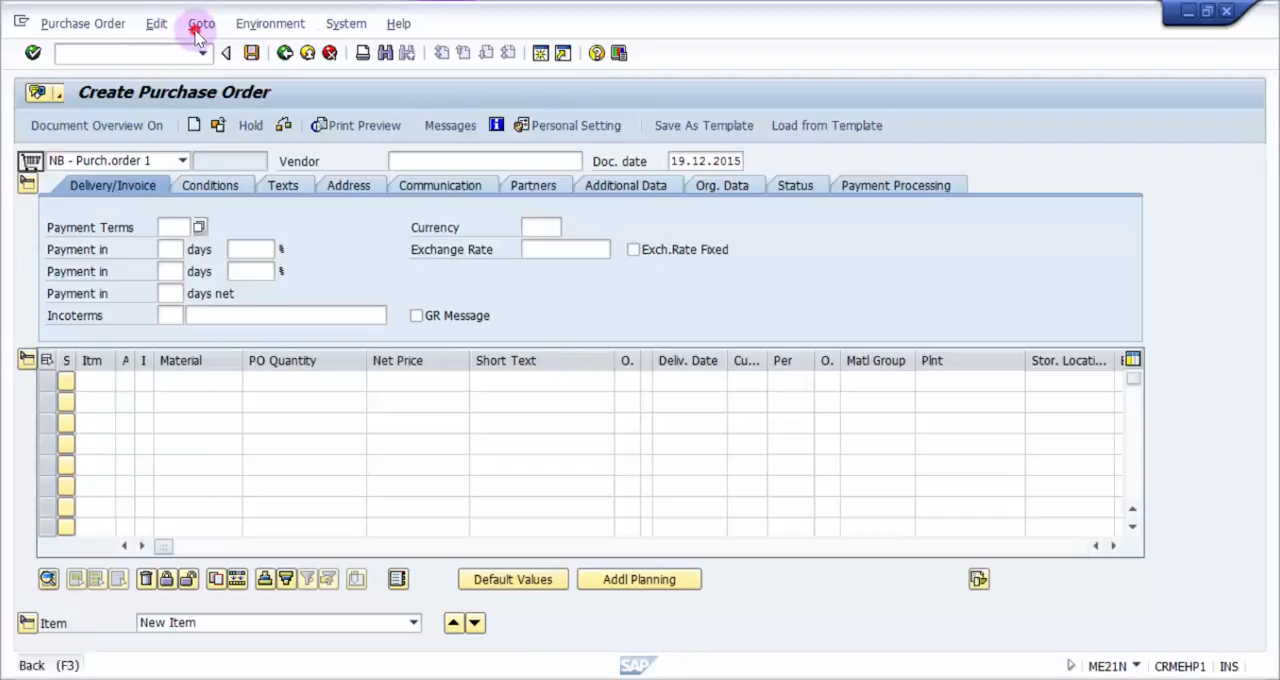 Purchase Order Edit Goto Environment System Help
Create Purchase Order
Document Overview On Hold Print Preview Messages Personal Setting Save As Template Load from Template
NB - Purch.order 1 Vendor Doc. date 19.12.2015
Delivery/Invoice Conditions Texts Address Communication Partners Additional Data Org. Data Status Payment Processing
Payment Terms Currency
Payment in days % Exchange Rate Exch.Rate Fixed
Payment in days %
Payment in days net
Incoterms GR Message
S Itm A I Material PO Quantity Net Price Short Text O. Deliv. Date Cu... Per O. Matl Group Plnt Stor. Locati...
Default Values Addl Planning
Item New Item
Back (F3) SAP ME21N CRMEHP1 INS